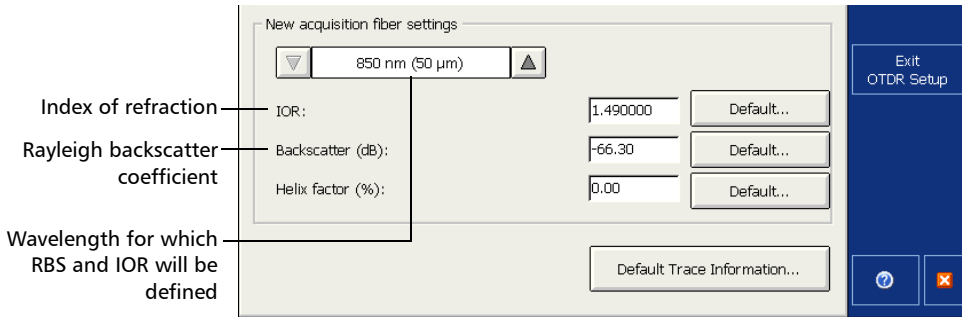 New acquisition fiber settings
850 nm (50 µm)
Exit
OTDR Setup
Index of refraction
IOR:
1.490000
Default...
Rayleigh backscatter
coefficient
Backscatter (dB):
-66.30
Default...
Helix factor (%):
0.00
Default...
Wavelength for which
RBS and IOR will be
defined
Default Trace Information...